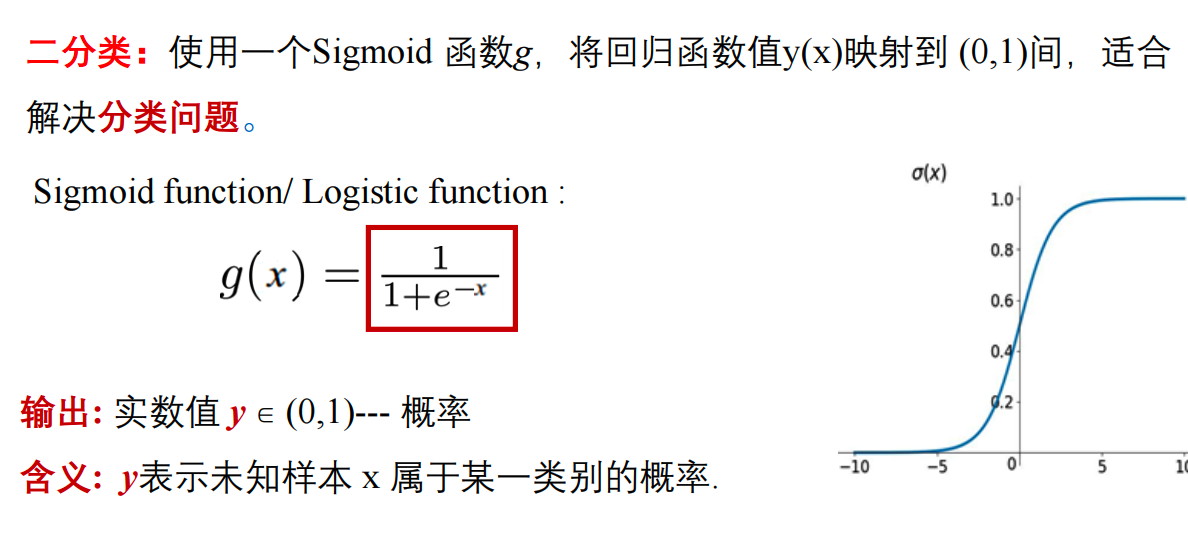 二分类：使用一个Sigmoid 函数g，将回归函数值y(x)映射到 (0,1)间，适合
解决分类问题。
Sigmoid function/ Logistic function :
g(x) = 1 / 1+e^{-x}
输出: 实数值 y ∈ (0,1)--- 概率
含义: y表示未知样本 x 属于某一类别的概率.
σ(x)
1.0
0.8
0.6
0.4
0.2
−10 −5 0 5 10